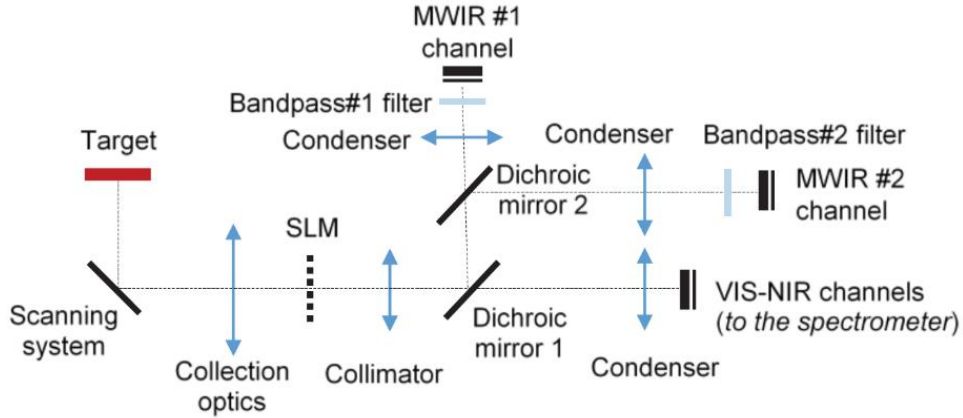 MWIR #1
channel
Bandpass#1 filter
Condenser
Target
Condenser
Bandpass#2 filter
Dichroic
mirror 2
MWIR #2
channel
SLM
Scanning
system
Collection
optics
Collimator
Dichroic
mirror 1
Condenser
VIS-NIR channels
(to the spectrometer)